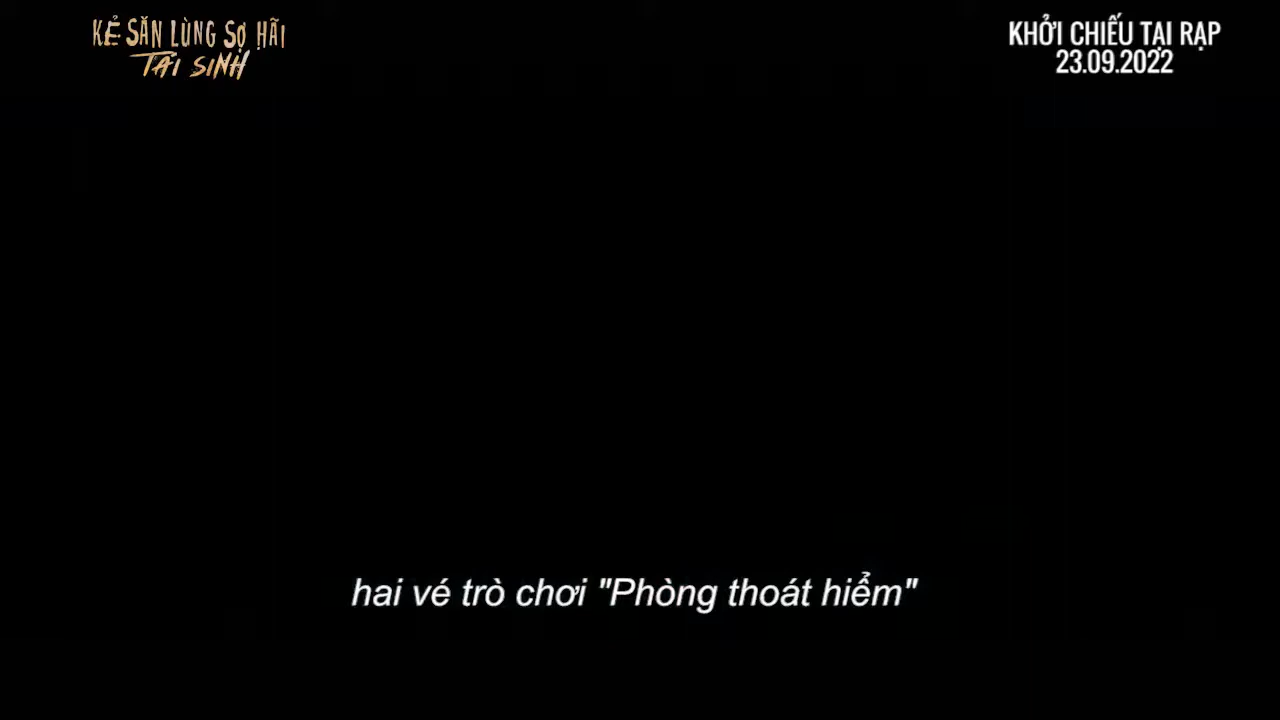 KẺ SĂN LÙNG SỢ HÃI
TÁI SINH
KHỞI CHIẾU TẠI RẠP
23.09.2022
hai vé trò chơi "Phòng thoát hiểm"